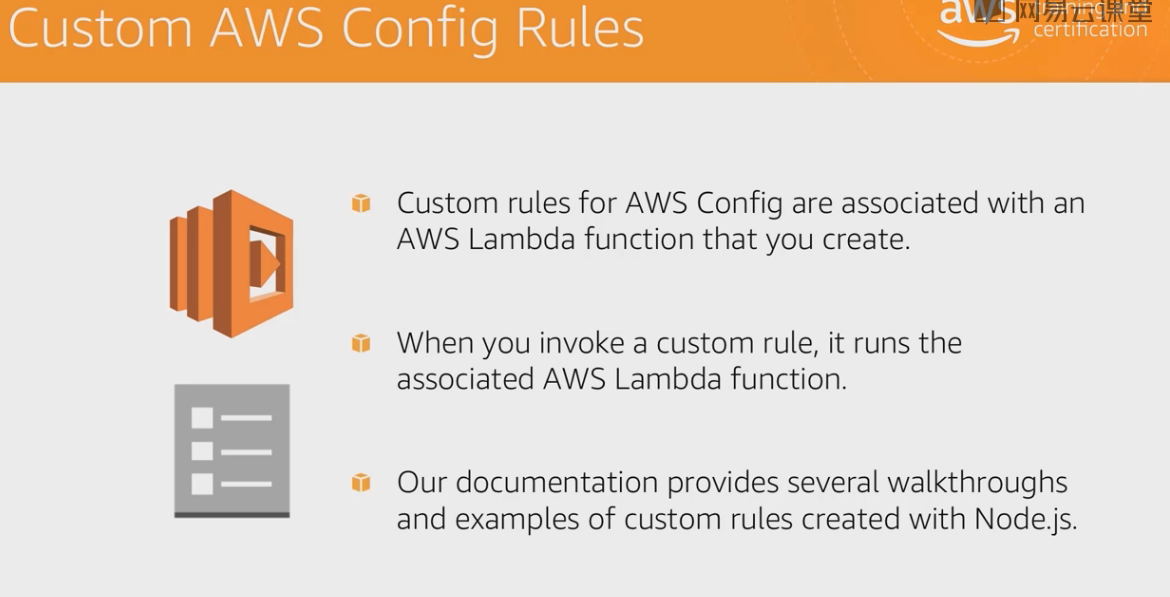 Custom AWS Config Rules
aws
网易云课堂
certification
Custom rules for AWS Config are associated with an
AWS Lambda function that you create.
When you invoke a custom rule, it runs the
associated AWS Lambda function.
Our documentation provides several walkthroughs
and examples of custom rules created with Node.js.